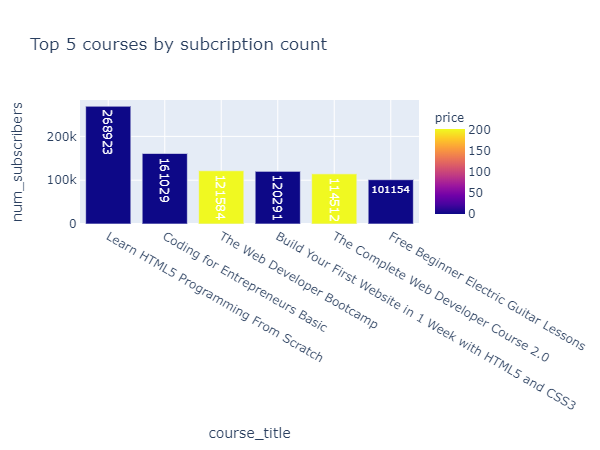 Top 5 courses by subcription count
num_subscribers
200k
100k
0
268923
161029
121584
120291
114512
101154
price
200
150
100
50
0
Learn HTML5 Programming From Scratch
Coding for Entrepreneurs Basic
The Web Developer Bootcamp
Build Your First Website in 1 Week with HTML5 and CSS3
The Complete Web Developer Course 2.0
Free Beginner Electric Guitar Lessons
course_title